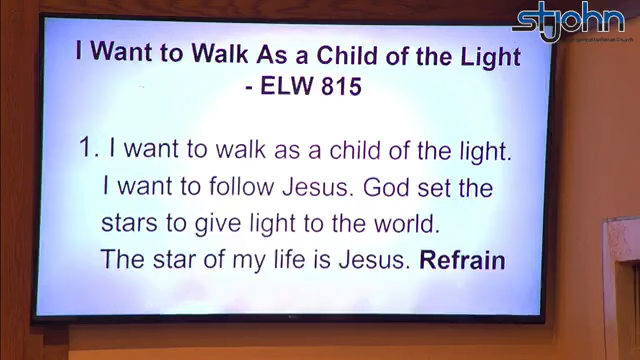 stjohn
I Want to Walk As a Child of the Light
- ELW 815
1. I want to walk as a child of the light.
I want to follow Jesus. God set the
stars to give light to the world.
The star of my life is Jesus. Refrain